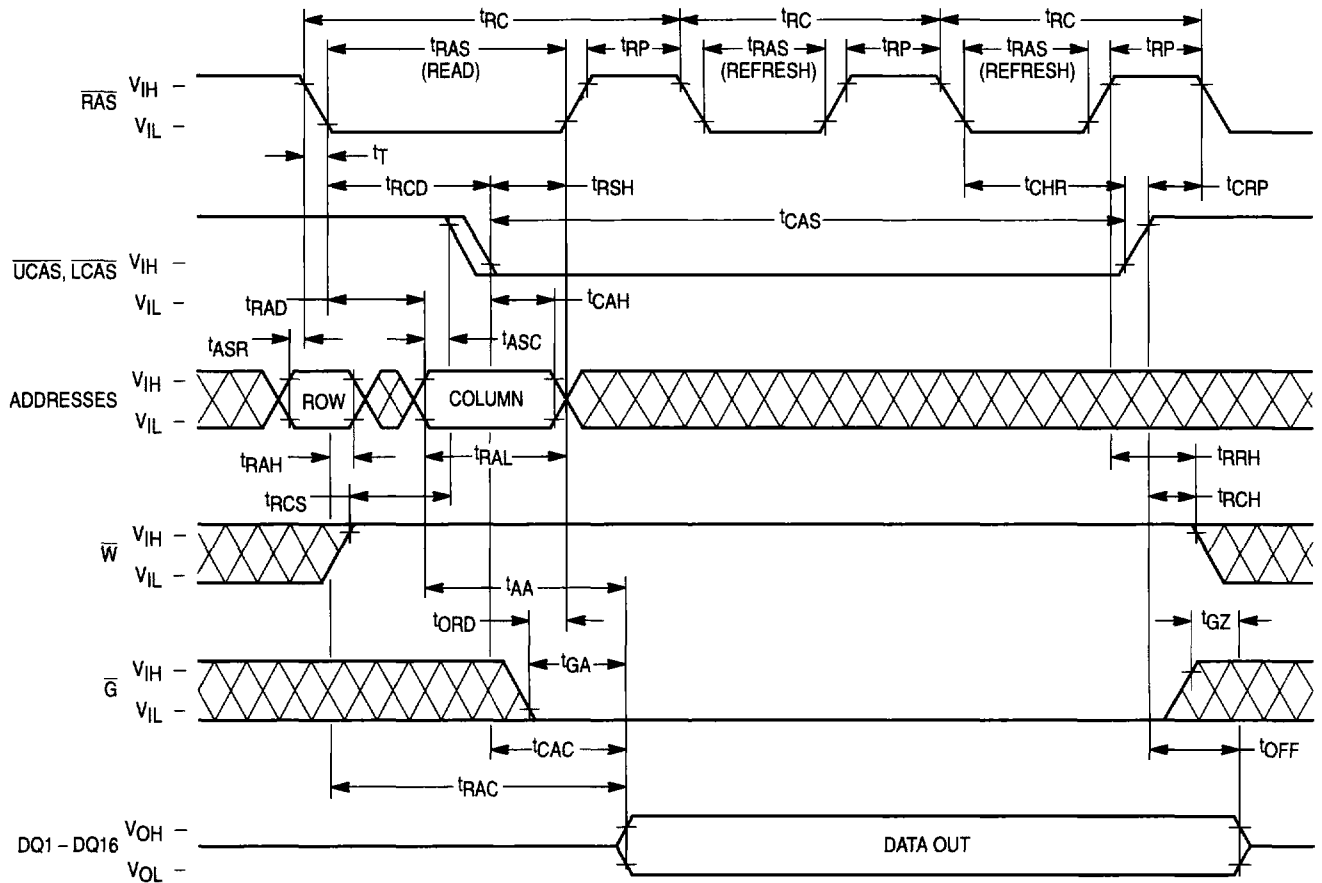 tRC tRC tRC
tRAS (READ) tRP tRAS (REFRESH) tRP tRAS (REFRESH) tRP
RAS VIH –
VIL –
tT
tRCD tRSH tCHR tCRP
tCAS
UCAS, LCAS VIH –
VIL –
tRAD tCAH
tASR tASC
ADDRESSES VIH –
VIL –
ROW COLUMN
tRAH tRAL tRRH
tRCS tRCH
W VIH –
VIL –
tAA
tORD tGZ
tGA
G VIH –
VIL –
tCAC tOFF
tRAC
DQ1 – DQ16 VOH –
VOL –
DATA OUT